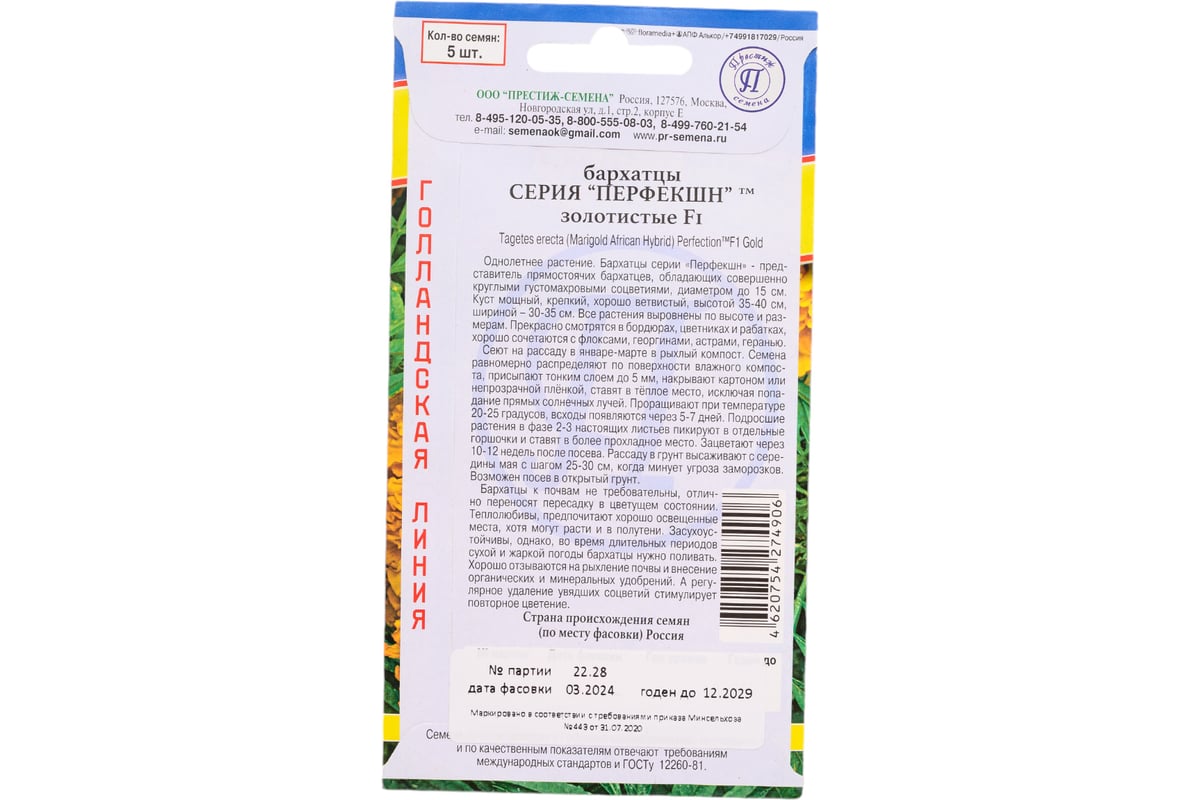 Кол-во семян:
5 шт.
floramedia+ АПФ Алькор/+74991817029/Россия
Престиж
П
семена
ООО “ПРЕСТИЖ-СЕМЕНА” Россия, 127576, Москва,
Новгородская ул, д.1, стр.2, корпус Е
тел. 8-495-120-05-35, 8-800-555-08-03, 8-499-760-21-54
e-mail: semenaok@gmail.com www.pr-semena.ru
ГОЛЛАНДСКАЯ ЛИНИЯ
бархатцы
СЕРИЯ “ПЕРФЕКШН” ™
золотистые F1
Tagetes erecta (Marigold African Hybrid) Perfection™F1 Gold
Однолетнее растение. Бархатцы серии «Перфекшн» - пред-
ставитель прямостоячих бархатцев, обладающих совершенно
круглыми густомахровыми соцветиями, диаметром до 15 см.
Куст мощный, крепкий, хорошо ветвистый, высотой 35-40 см,
шириной – 30-35 см. Все растения выровнены по высоте и раз-
мерам. Прекрасно смотрятся в бордюрах, цветниках и рабатках,
хорошо сочетаются с флоксами, георгинами, астрами, геранью.
Сеют на рассаду в январе-марте в рыхлый компост. Семена
равномерно распределяют по поверхности влажного компос-
та, присыпают тонким слоем до 5 мм, накрывают картоном или
непрозрачной плёнкой, ставят в тёплое место, исключая попа-
дание прямых солнечных лучей. Проращивают при температуре
20-25 градусов, всходы появляются через 5-7 дней. Подросшие
растения в фазе 2-3 настоящих листьев пикируют в отдельные
горшочки и ставят в более прохладное место. Зацветают через
10-12 недель после посева. Рассаду в грунт высаживают с сере-
дины мая с шагом 25-30 см, когда минует угроза заморозков.
Возможен посев в открытый грунт.
Бархатцы к почвам не требовательны, отлич-
но переносят пересадку в цветущем состоянии.
Теплолюбивы, предпочитают хорошо освещенные
места, хотя могут расти и в полутени. Засухоус-
тойчивы, однако, во время длительных периодов
сухой и жаркой погоды бархатцы нужно поливать.
Хорошо отзываются на рыхление почвы и внесение
органических и минеральных удобрений. А регу-
лярное удаление увядших соцветий стимулирует
повторное цветение.
4 620754 274906
Страна происхождения семян
(по месту фасовки) Россия
до
№ партии 22.28
дата фасовки 03.2024 годен до 12.2029
Маркировано в соответствии с требованиями приказа Минсельхоза
№443 от 31.07.2020
Семе
и по качественным показателям отвечают требованиям
международных стандартов и ГОСТу 12260-81.